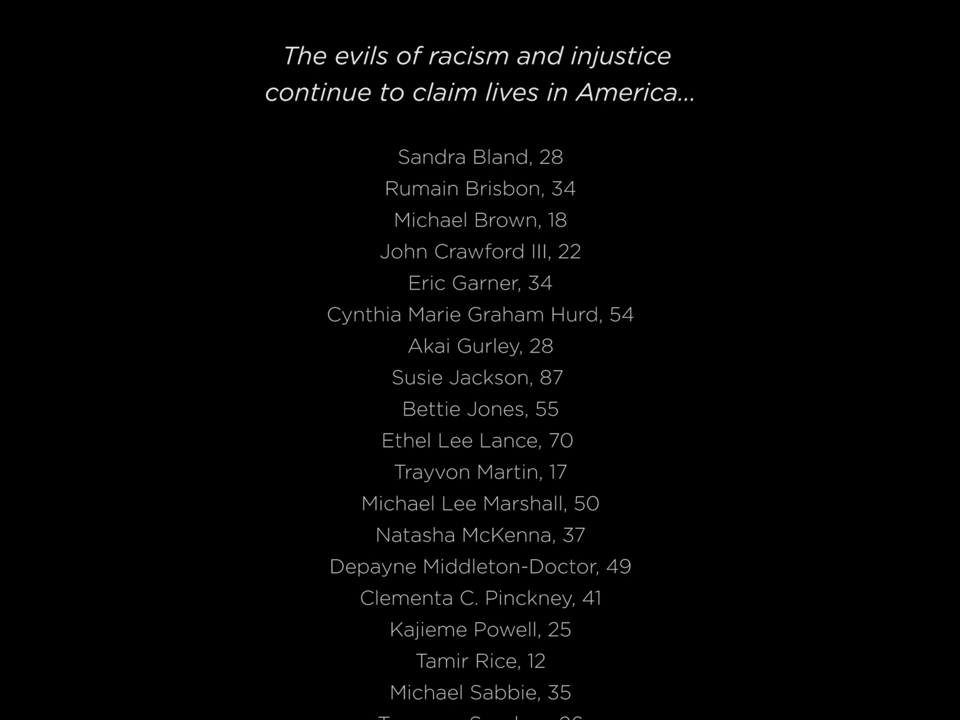 The evils of racism and injustice
continue to claim lives in America...
Sandra Bland, 28
Rumain Brisbon, 34
Michael Brown, 18
John Crawford III, 22
Eric Garner, 34
Cynthia Marie Graham Hurd, 54
Akai Gurley, 28
Susie Jackson, 87
Bettie Jones, 55
Ethel Lee Lance, 70
Trayvon Martin, 17
Michael Lee Marshall, 50
Natasha McKenna, 37
Depayne Middleton-Doctor, 49
Clementa C. Pinckney, 41
Kajieme Powell, 25
Tamir Rice, 12
Michael Sabbie, 35